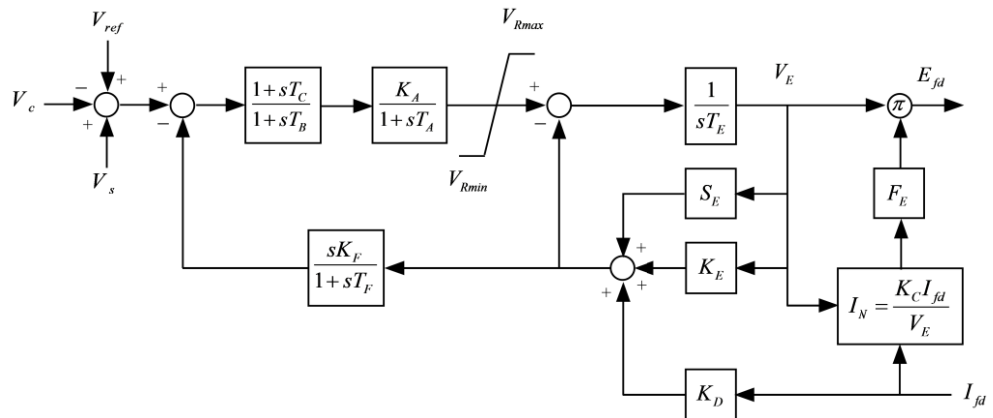 V_ref
V_Rmax
− +
V_c
+
V_s
+
−
1 + sT_C
1 + sT_B
K_A
1 + sT_A
V_Rmin
+
−
1
sT_E
V_E
π
E_fd
S_E
F_E
sK_F
1 + sT_F
+
+ +
K_E
I_N = K_C I_fd
V_E
K_D
I_fd